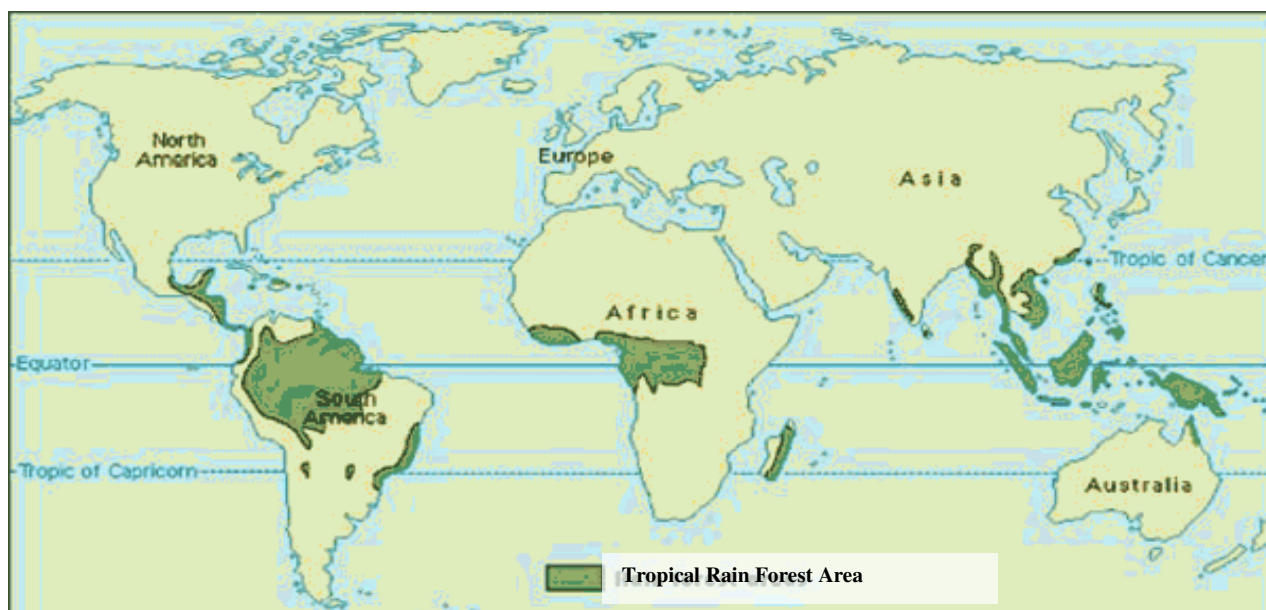 North
America
Europe
Asia
Tropic of Cancer
Africa
Equator
South
America
Tropic of Capricorn
Australia
Tropical Rain Forest Area